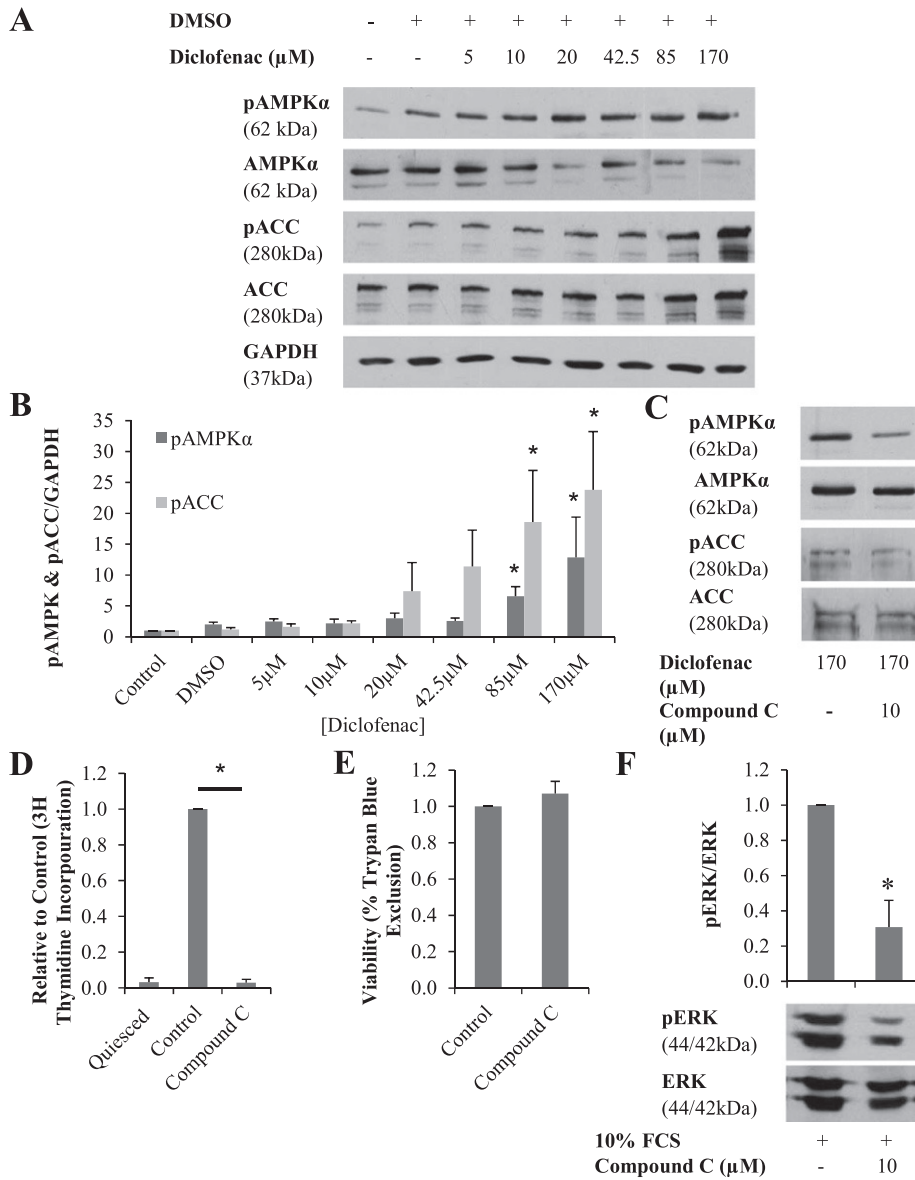 A
DMSO - + + + + + + +
Diclofenac (µM) - - 5 10 20 42.5 85 170
pAMPKα
(62 kDa)
AMPKα
(62 kDa)
pACC
(280kDa)
ACC
(280kDa)
GAPDH
(37kDa)
B
pAMPK & pACC/GAPDH
35
30
25
20
15
10
5
0
pAMPKα
pACC
* * * *
Control DMSO 5µM 10µM 20µM 42.5µM 85µM 170µM
[Diclofenac]
C
pAMPKα
(62kDa)
AMPKα
(62kDa)
pACC
(280kDa)
ACC
(280kDa)
Diclofenac 170 170
(µM)
Compound C - 10
(µM)
D
Relative to Control (3H
Thymidine Incorpouration)
1.2
1.0
0.8
0.6
0.4
0.2
0.0
*
Quiesced Control Compound C
E
Viability (% Trypan Blue
Exclusion)
1.2
1.0
0.8
0.6
0.4
0.2
0.0
Control Compound C
F
pERK/ERK
1.2
1.0
0.8
0.6
0.4
0.2
0.0
*
pERK
(44/42kDa)
ERK
(44/42kDa)
10% FCS + +
Compound C (µM) - 10